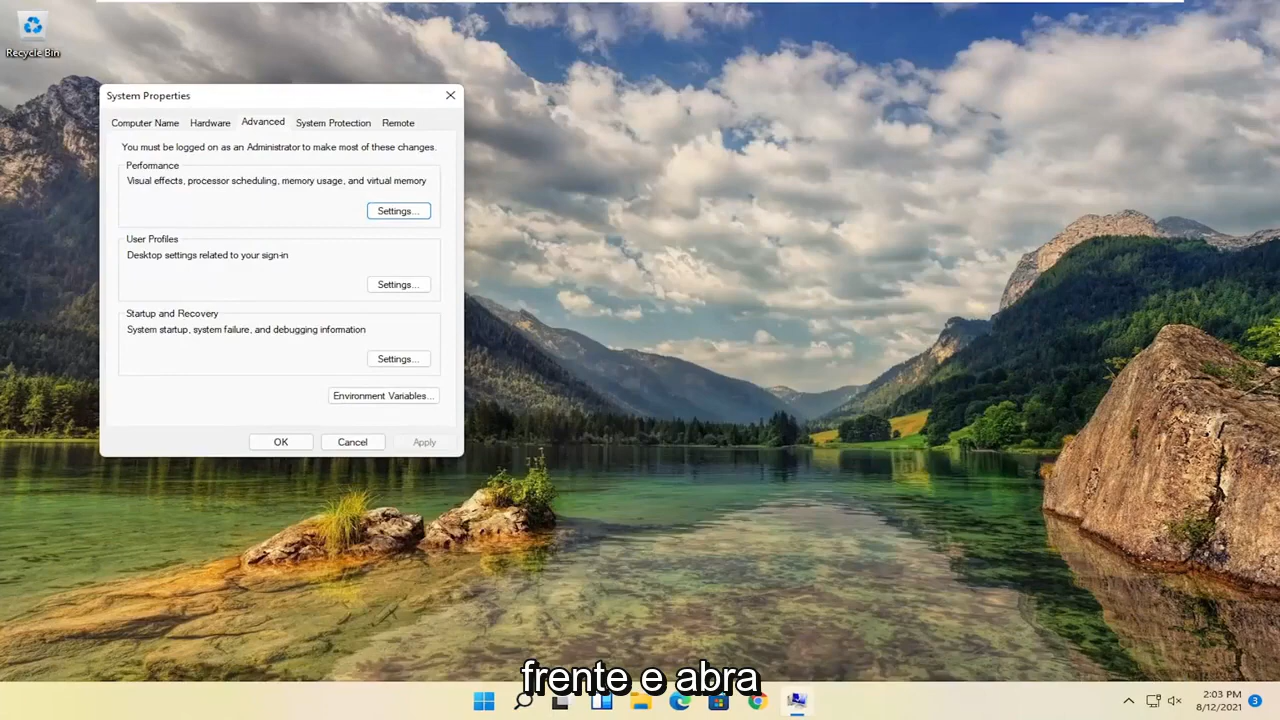 Recycle Bin
System Properties
Computer Name Hardware Advanced System Protection Remote
You must be logged on as an Administrator to make most of these changes.
Performance
Visual effects, processor scheduling, memory usage, and virtual memory
Settings...
User Profiles
Desktop settings related to your sign-in
Settings...
Startup and Recovery
System startup, system failure, and debugging information
Settings...
Environment Variables...
OK Cancel Apply
frente e abra
2:03 PM
8/12/2021
3